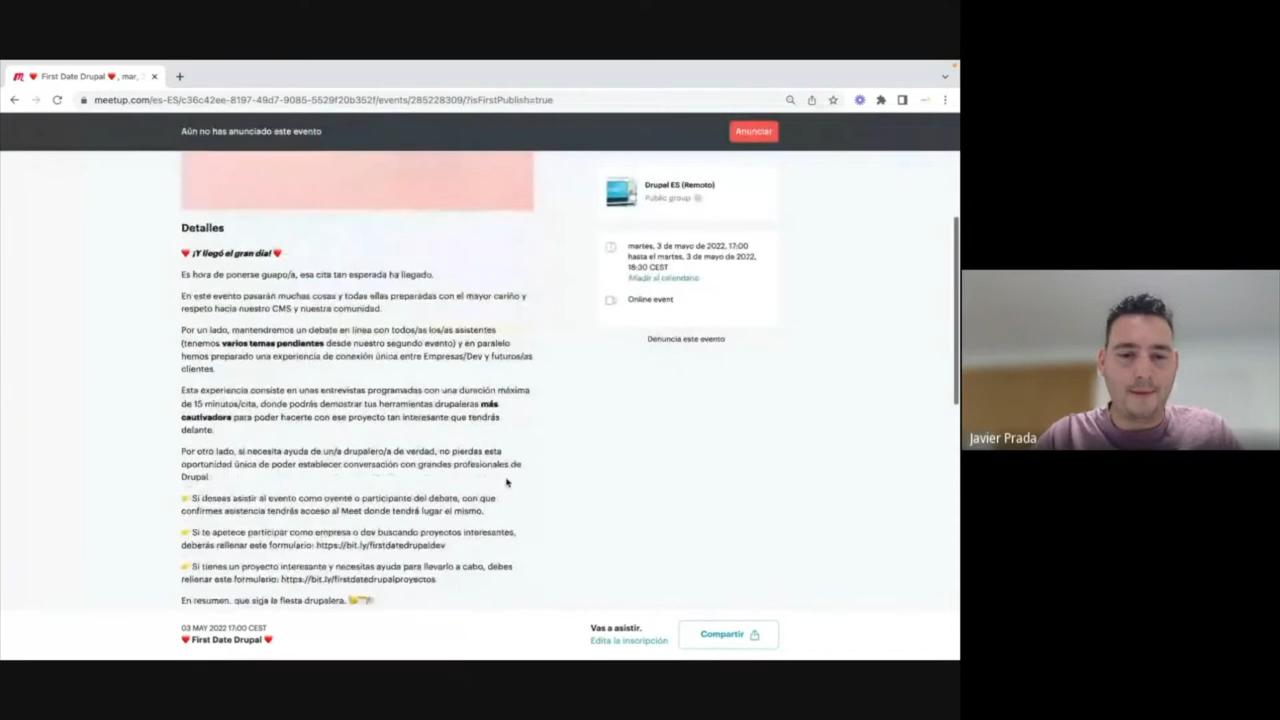 First Date Drupal, mar,
meetup.com/es-ES/c36c42ee-8197-49d7-9085-5529f20b352f/events/285228309/?isFirstPublish=true
Aún no has anunciado este evento
Anunciar
Detalles
¡Y llegó el gran día!
Es hora de ponerse guapo/a, esa cita tan esperada ha llegado.
En este evento pasarán muchas cosas y todas ellas preparadas con el mayor cariño y
respeto hacia nuestro CMS y nuestra comunidad.
Por un lado, mantendremos un debate en línea con todos/as los/as asistentes
(tenemos varios temas pendientes desde nuestro segundo evento) y en paralelo
hemos preparado una experiencia de conexión única entre Empresas/Dev y futuros/as
clientes.
Esta experiencia consiste en unas entrevistas programadas con una duración máxima
de 15 minutos/cita, donde podrás demostrar tus herramientas drupaleras más
cautivadora para poder hacerte con ese proyecto tan interesante que tendrás
delante.
Por otro lado, si necesita ayuda de un/a drupalero/a de verdad, no pierdas esta
oportunidad única de poder establecer conversación con grandes profesionales de
Drupal
Si deseas asistir al evento como oyente o participante del debate, con que
confirmes asistencia tendrás acceso al Meet donde tendrá lugar el mismo.
Si te apetece participar como empresa o dev buscando proyectos interesantes,
deberás rellenar este formulario: https://bit.ly/firstdatedrupaldev
Si tienes un proyecto interesante y necesitas ayuda para llevarlo a cabo, debes
rellenar este formulario: https://bit.ly/firstdatedrupalproyectos
En resumen, que siga la fiesta drupalera.
Drupal ES (Remoto)
Public group
martes, 3 de mayo de 2022, 17:00
hasta el martes, 3 de mayo de 2022,
18:30 CEST
Añadir al calendario
Online event
Denuncia este evento
03 MAY 2022 17:00 CEST
First Date Drupal
Vas a asistir.
Edita la inscripción
Compartir
Javier Prada